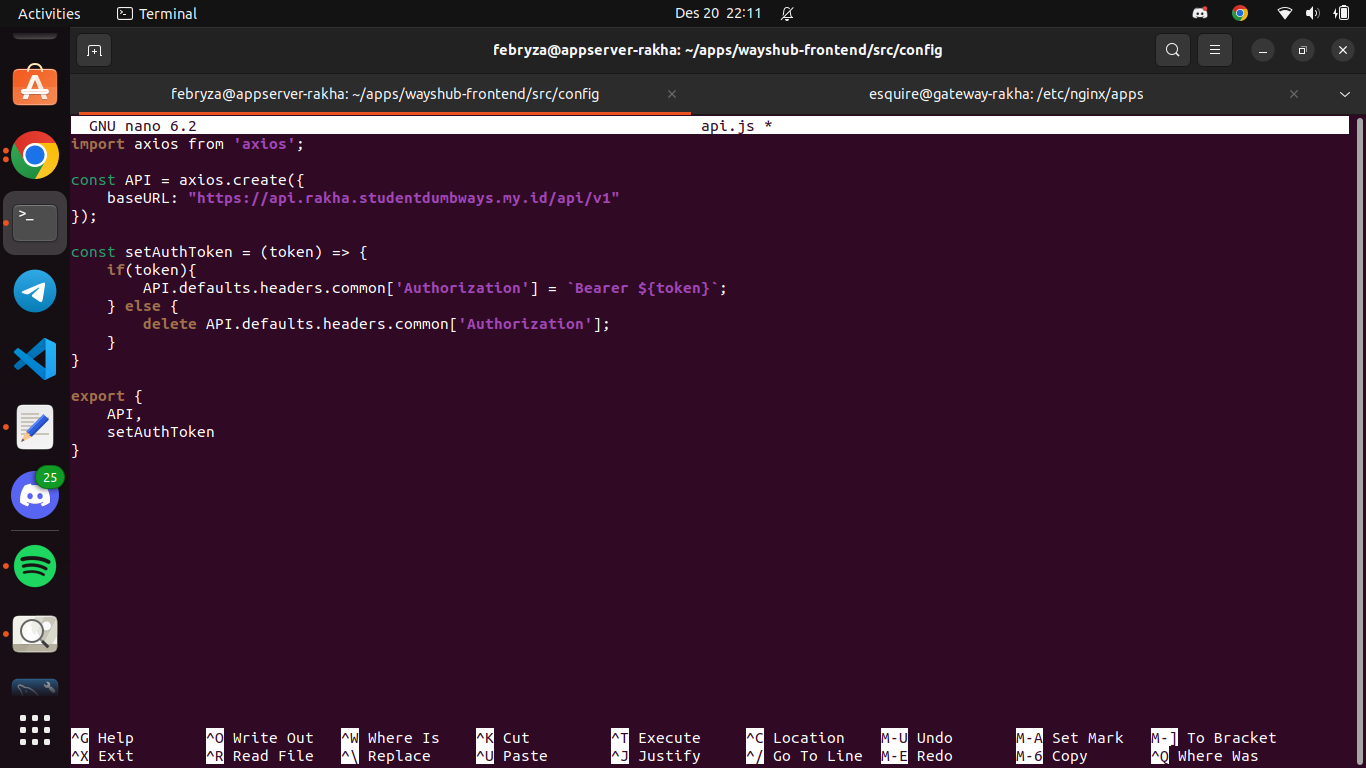 Activities
Terminal
Des 20 22:11
febryza@appserver-rakha: ~/apps/wayshub-frontend/src/config
febryza@appserver-rakha: ~/apps/wayshub-frontend/src/config
esquire@gateway-rakha: /etc/nginx/apps
GNU nano 6.2 api.js *
import axios from 'axios';
const API = axios.create({
    baseURL: "https://api.rakha.studentdumbways.my.id/api/v1"
});
const setAuthToken = (token) => {
    if(token){
        API.defaults.headers.common['Authorization'] = `Bearer ${token}`;
    } else {
        delete API.defaults.headers.common['Authorization'];
    }
}
export {
    API,
    setAuthToken
}
25
^G Help ^O Write Out ^W Where Is ^K Cut ^T Execute ^C Location M-U Undo M-A Set Mark M-] To Bracket
^X Exit ^R Read File ^\ Replace ^U Paste ^J Justify ^/ Go To Line M-E Redo M-6 Copy ^Q Where Was